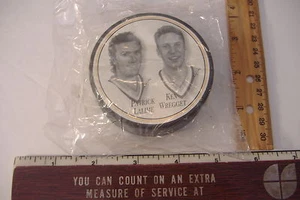 PATRICK
LALIME
KEN
WREGGET
YOU CAN COUNT ON AN EXTRA
MEASURE OF SERVICE AT